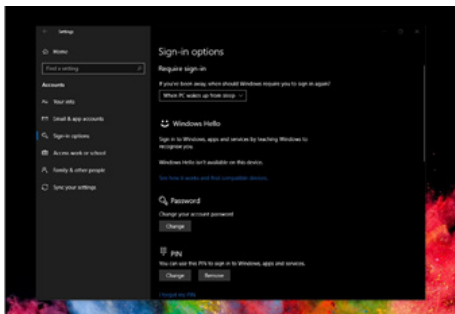 Settings
Home
Find a setting
Accounts
Your info
Email & app accounts
Sign-in options
Access work or school
Family & other people
Sync your settings
Sign-in options
Require sign-in
If you've been away, when should Windows require you to sign in again?
When PC wakes up from sleep
Windows Hello
Sign in to Windows, apps and services by teaching Windows to
recognize you.
Windows Hello isn't available on this device.
See how it works and find compatible devices.
Password
Change your account password
Change
PIN
You can use this PIN to sign in to Windows, apps and services.
Change
Remove
I forgot my PIN